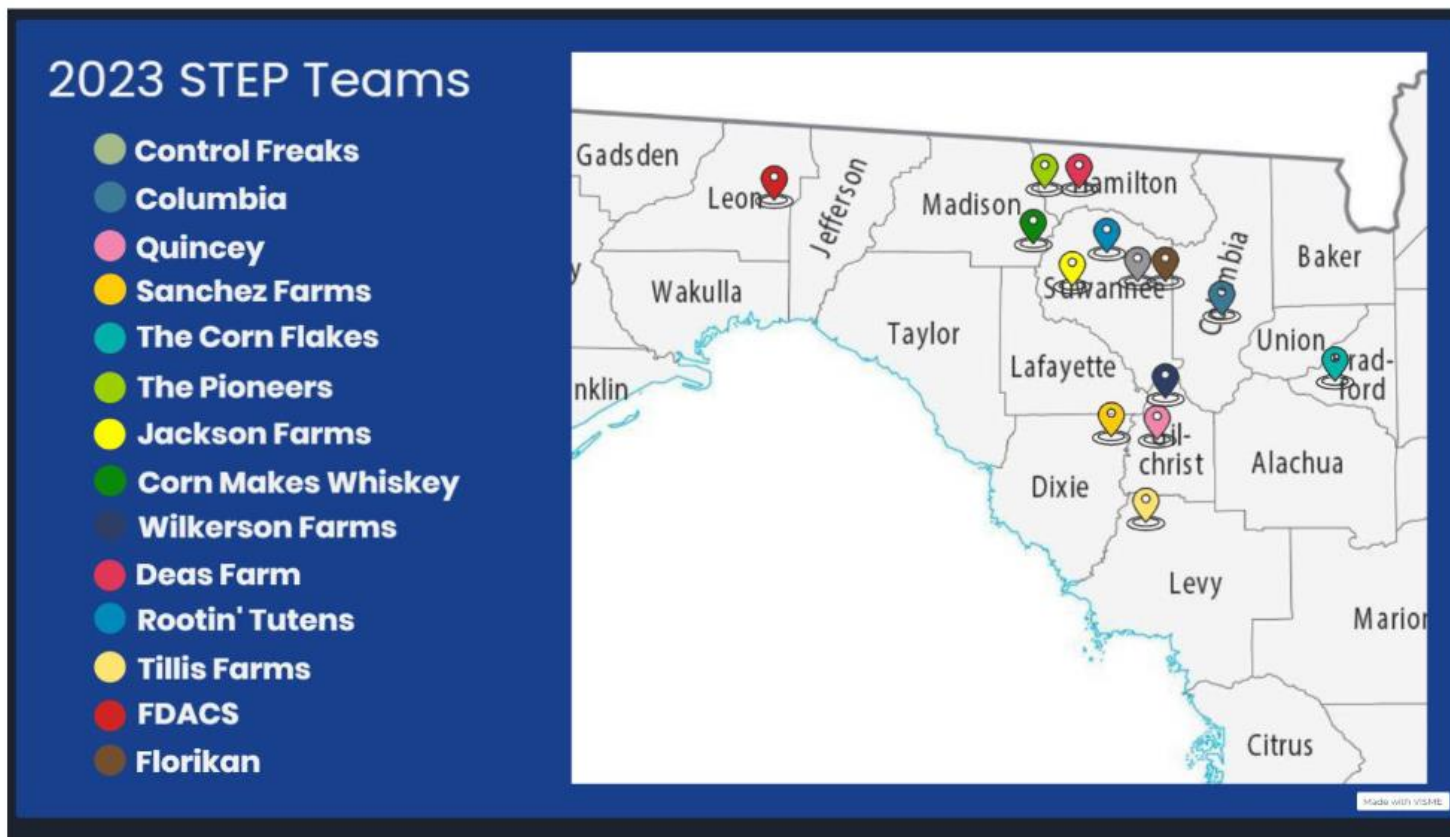 2023 STEP Teams
Control Freaks
Columbia
Quincey
Sanchez Farms
The Corn Flakes
The Pioneers
Jackson Farms
Corn Makes Whiskey
Wilkerson Farms
Deas Farm
Rootin' Tutens
Tillis Farms
FDACS
Florikan
Gadsden
Leon
Jefferson
Madison
Hamilton
Baker
Wakulla
Suwannee
Columbia
Taylor
Lafayette
Union
Brad-
ford
nklin
Gil-
christ
Dixie
Alachua
Levy
Marion
Citrus
y
Made with VISME